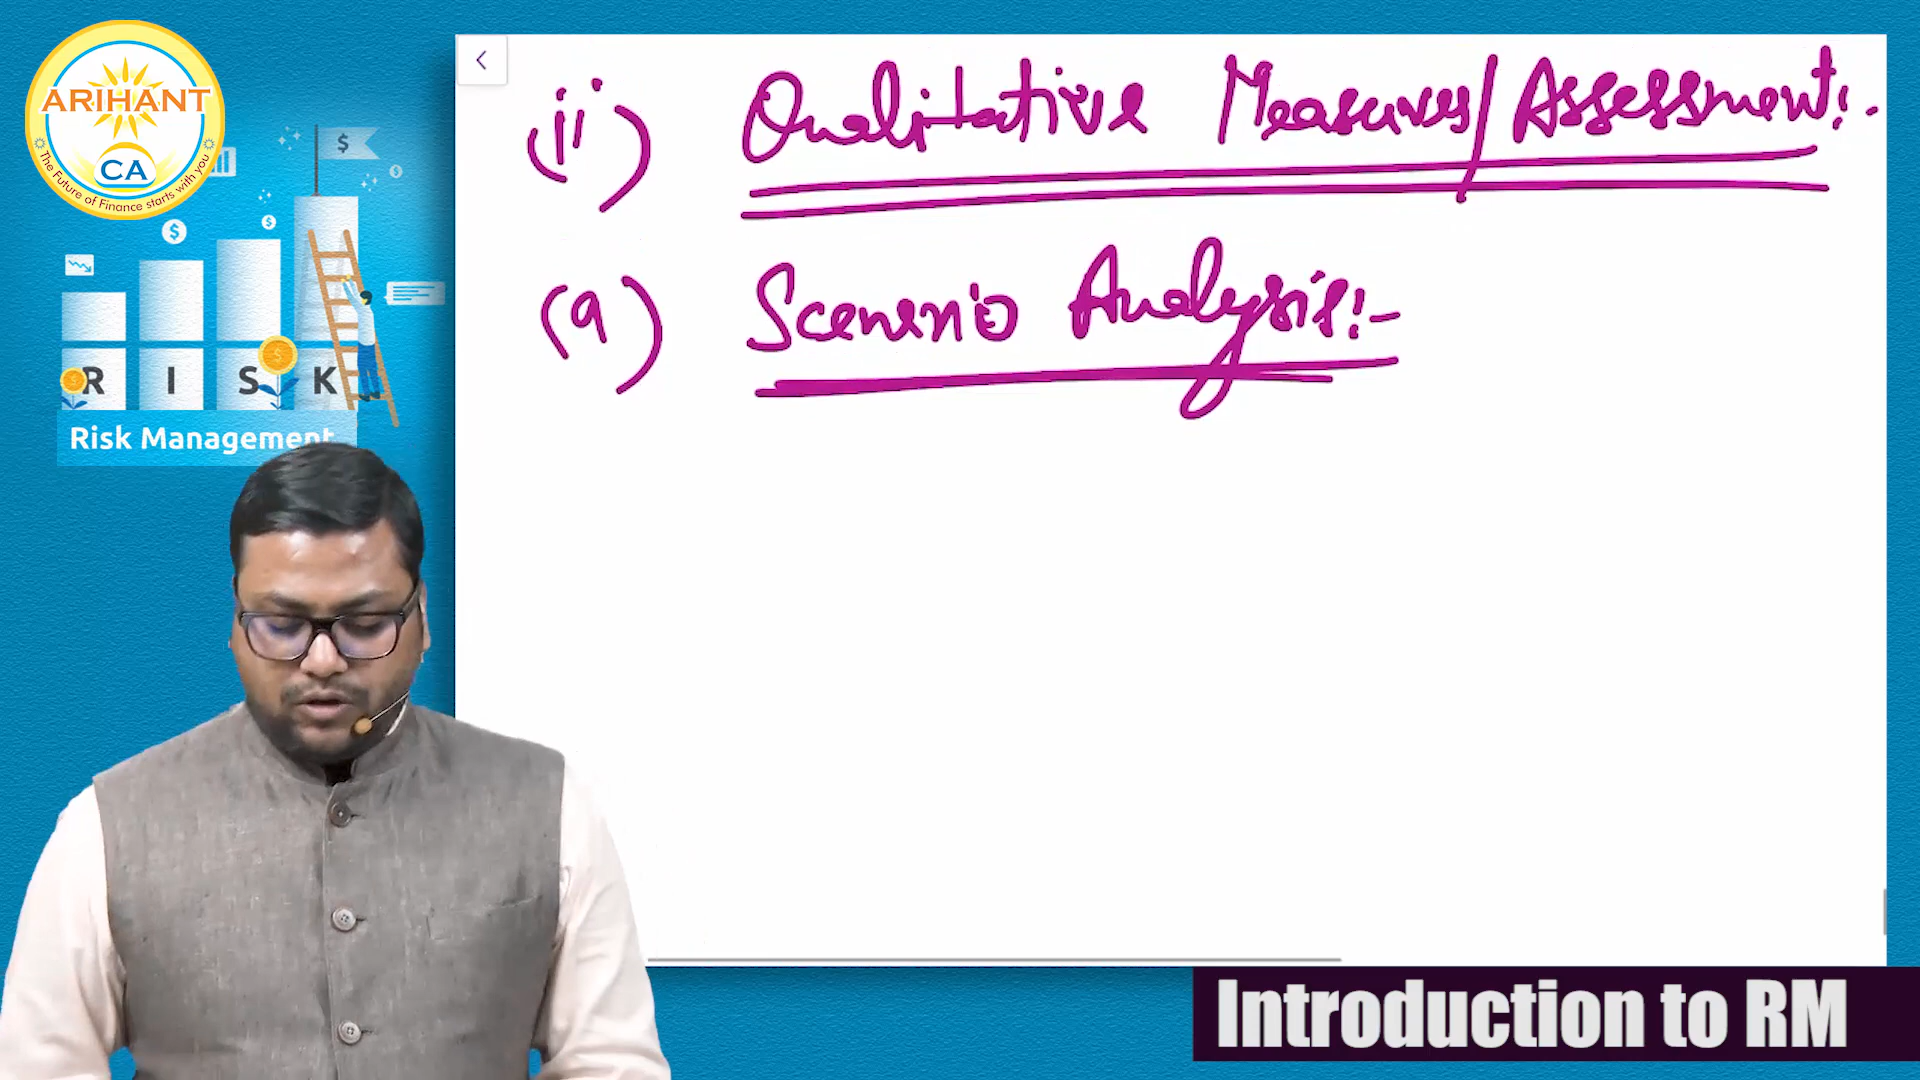 ARIHANT
CA
The Future of Finance starts with you
$
$
$
$
$
R I S K
Risk Management
(ii) Qualitative Measures/Assessment:-
(a) Scenerio Analysis:-
Introduction to RM